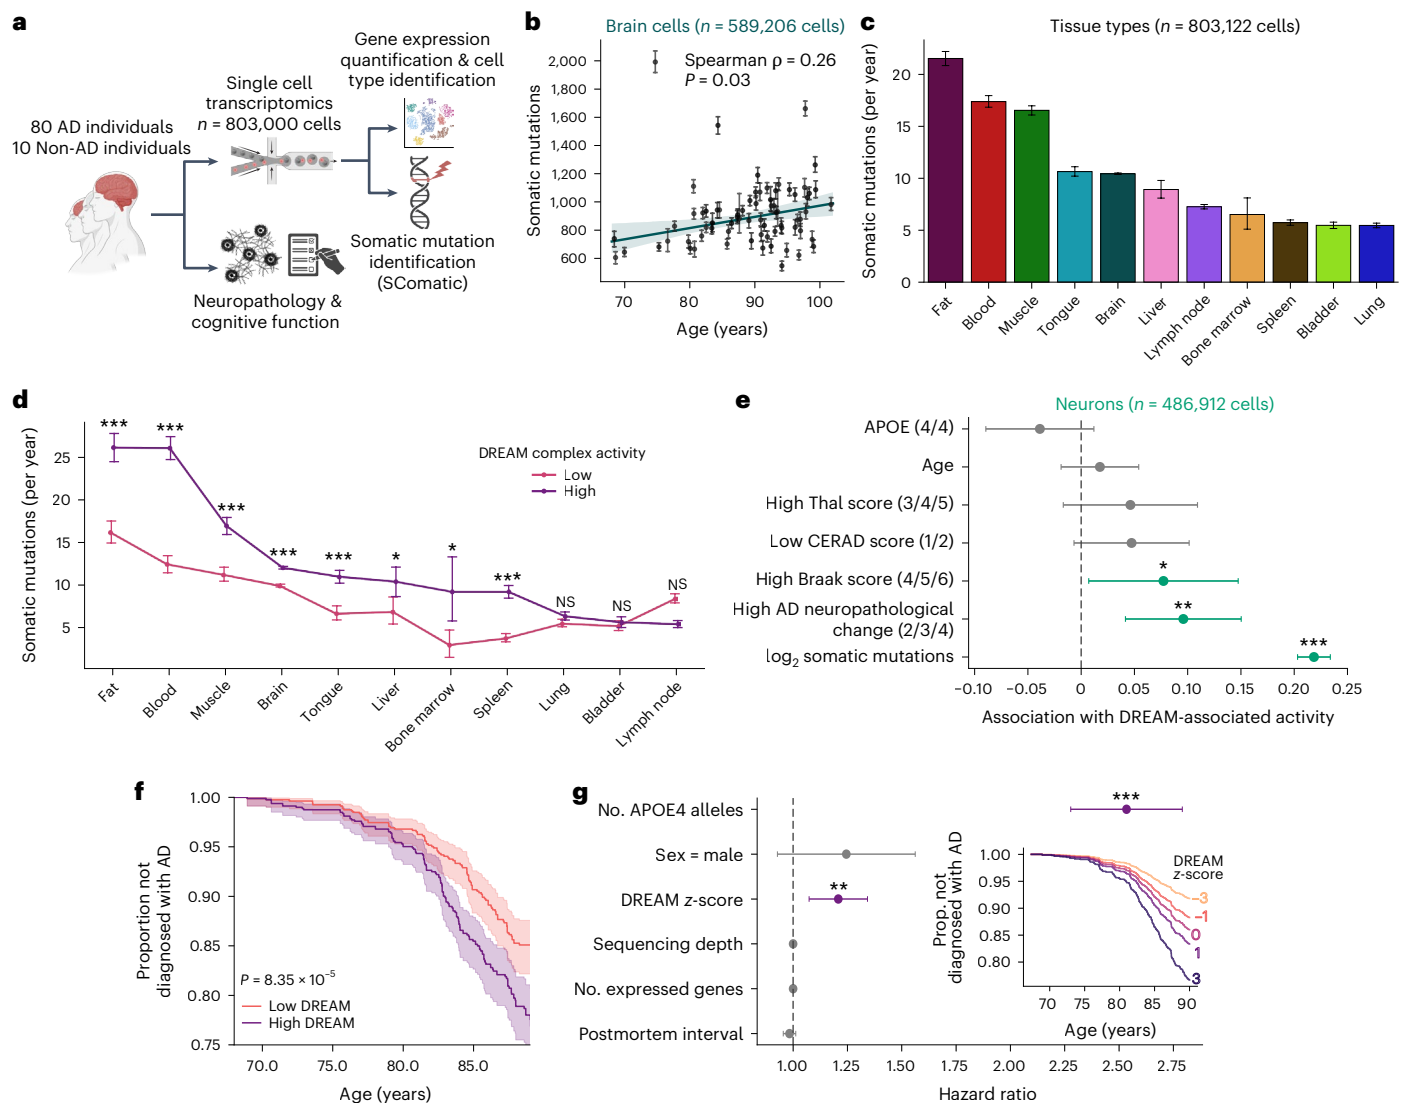 a
80 AD individuals
10 Non-AD individuals
Single cell
transcriptomics
n = 803,000 cells
Gene expression
quantification & cell
type identification
Somatic mutation
identification
(SComatic)
Neuropathology &
cognitive function
b
Brain cells (n = 589,206 cells)
Spearman ρ = 0.26
P = 0.03
Somatic mutations
2,000
1,800
1,600
1,400
1,200
1,000
800
600
70 80 90 100
Age (years)
c
Tissue types (n = 803,122 cells)
Somatic mutations (per year)
20
15
10
5
0
Fat
Blood
Muscle
Tongue
Brain
Liver
Lymph node
Bone marrow
Spleen
Bladder
Lung
d
Somatic mutations (per year)
25
20
15
10
5
DREAM complex activity
Low
High
*** *** *** *** *** * * *** NS NS NS
Fat
Blood
Muscle
Brain
Tongue
Liver
Bone marrow
Spleen
Lung
Bladder
Lymph node
e
Neurons (n = 486,912 cells)
APOE (4/4)
Age
High Thal score (3/4/5)
Low CERAD score (1/2)
High Braak score (4/5/6)
*
High AD neuropathological
change (2/3/4)
**
log2 somatic mutations
***
−0.10 −0.05 0 0.05 0.10 0.15 0.20 0.25
Association with DREAM-associated activity
f
Proportion not
diagnosed with AD
1.00
0.95
0.90
0.85
0.80
0.75
P = 8.35 × 10−5
Low DREAM
High DREAM
70.0 75.0 80.0 85.0
Age (years)
g
No. APOE4 alleles
***
Sex = male
DREAM z-score
**
Sequencing depth
No. expressed genes
Postmortem interval
1.00 1.25 1.50 1.75 2.00 2.25 2.50 2.75
Hazard ratio
Prop. not
diagnosed with AD
1.00
0.95
0.90
0.85
0.80
DREAM
z-score
−3
−1
0
1
3
70 75 80 85 90
Age (years)